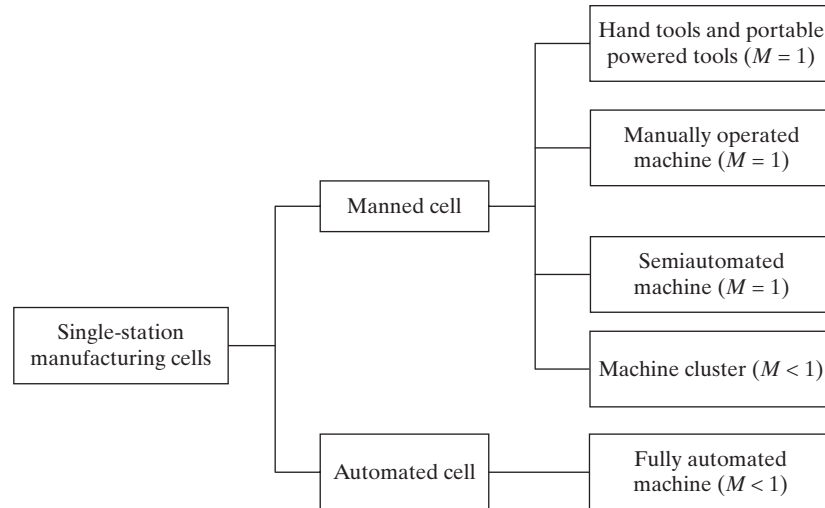 Hand tools and portable
powered tools (M = 1)
Manually operated
machine (M = 1)
Manned cell
Semiautomated
machine (M = 1)
Single-station
manufacturing cells
Machine cluster (M < 1)
Automated cell
Fully automated
machine (M < 1)